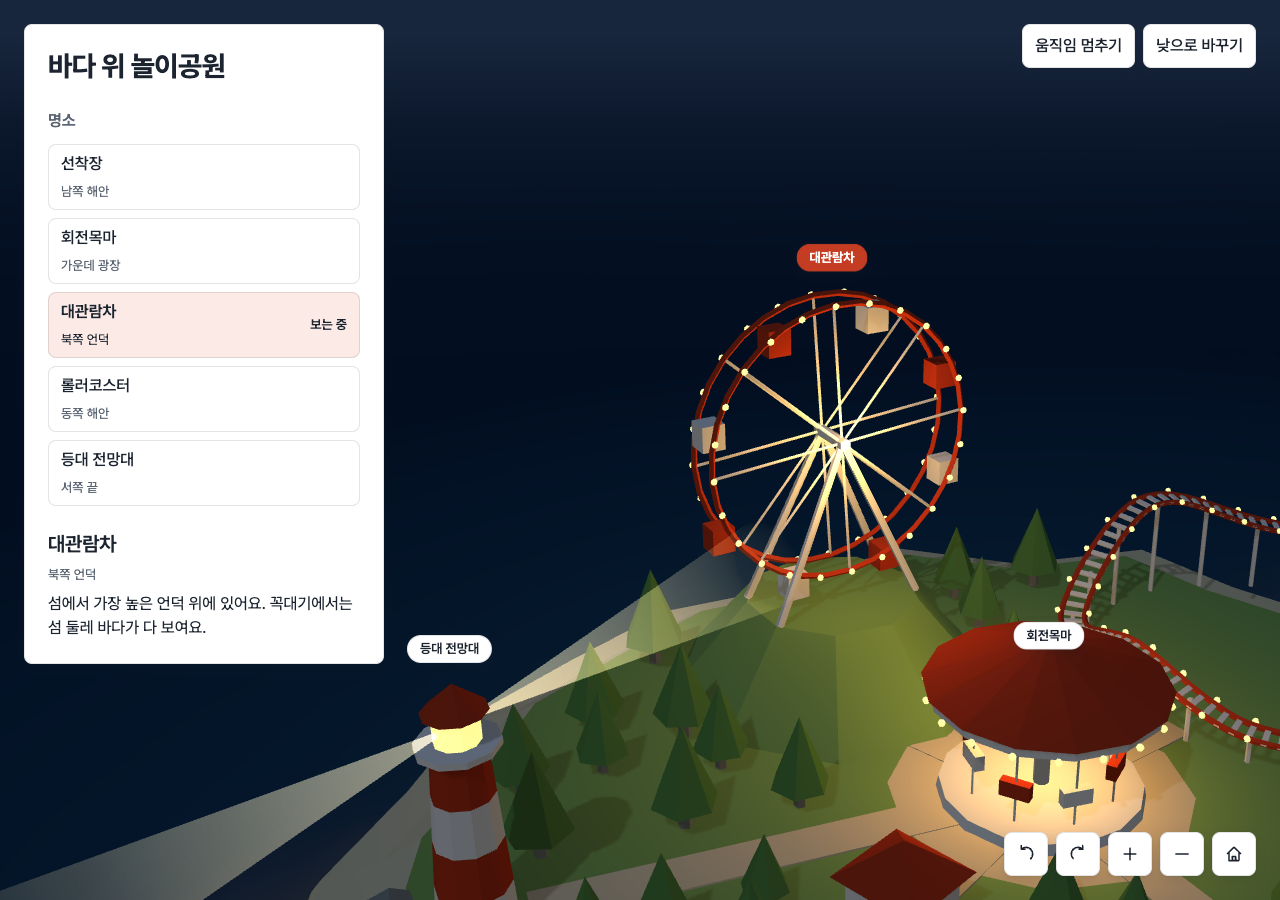 바다 위 놀이공원
명소
선착장
남쪽 해안
회전목마
가운데 광장
대관람차
북쪽 언덕
보는 중
롤러코스터
동쪽 해안
등대 전망대
서쪽 끝
대관람차
북쪽 언덕
섬에서 가장 높은 언덕 위에 있어요. 꼭대기에서는
섬 둘레 바다가 다 보여요.
움직임 멈추기
낮으로 바꾸기
대관람차
회전목마
등대 전망대